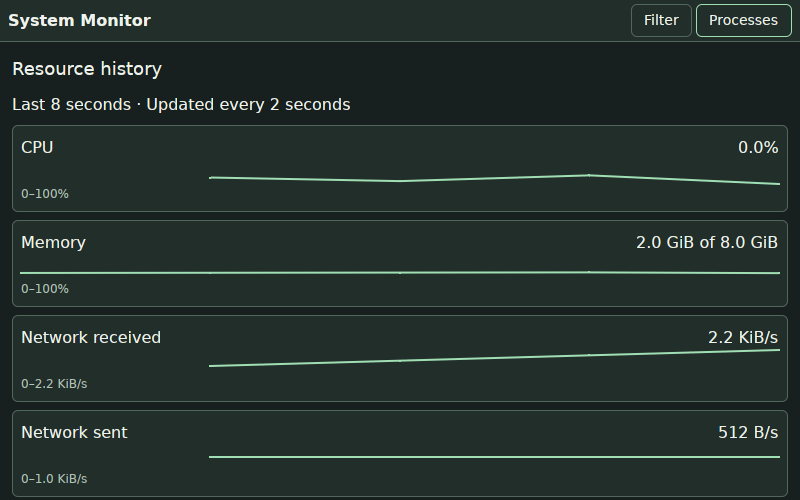 System Monitor
Filter
Processes
Resource history
Last 8 seconds · Updated every 2 seconds
CPU
0.0%
0–100%
Memory
2.0 GiB of 8.0 GiB
0–100%
Network received
2.2 KiB/s
0–2.2 KiB/s
Network sent
512 B/s
0–1.0 KiB/s